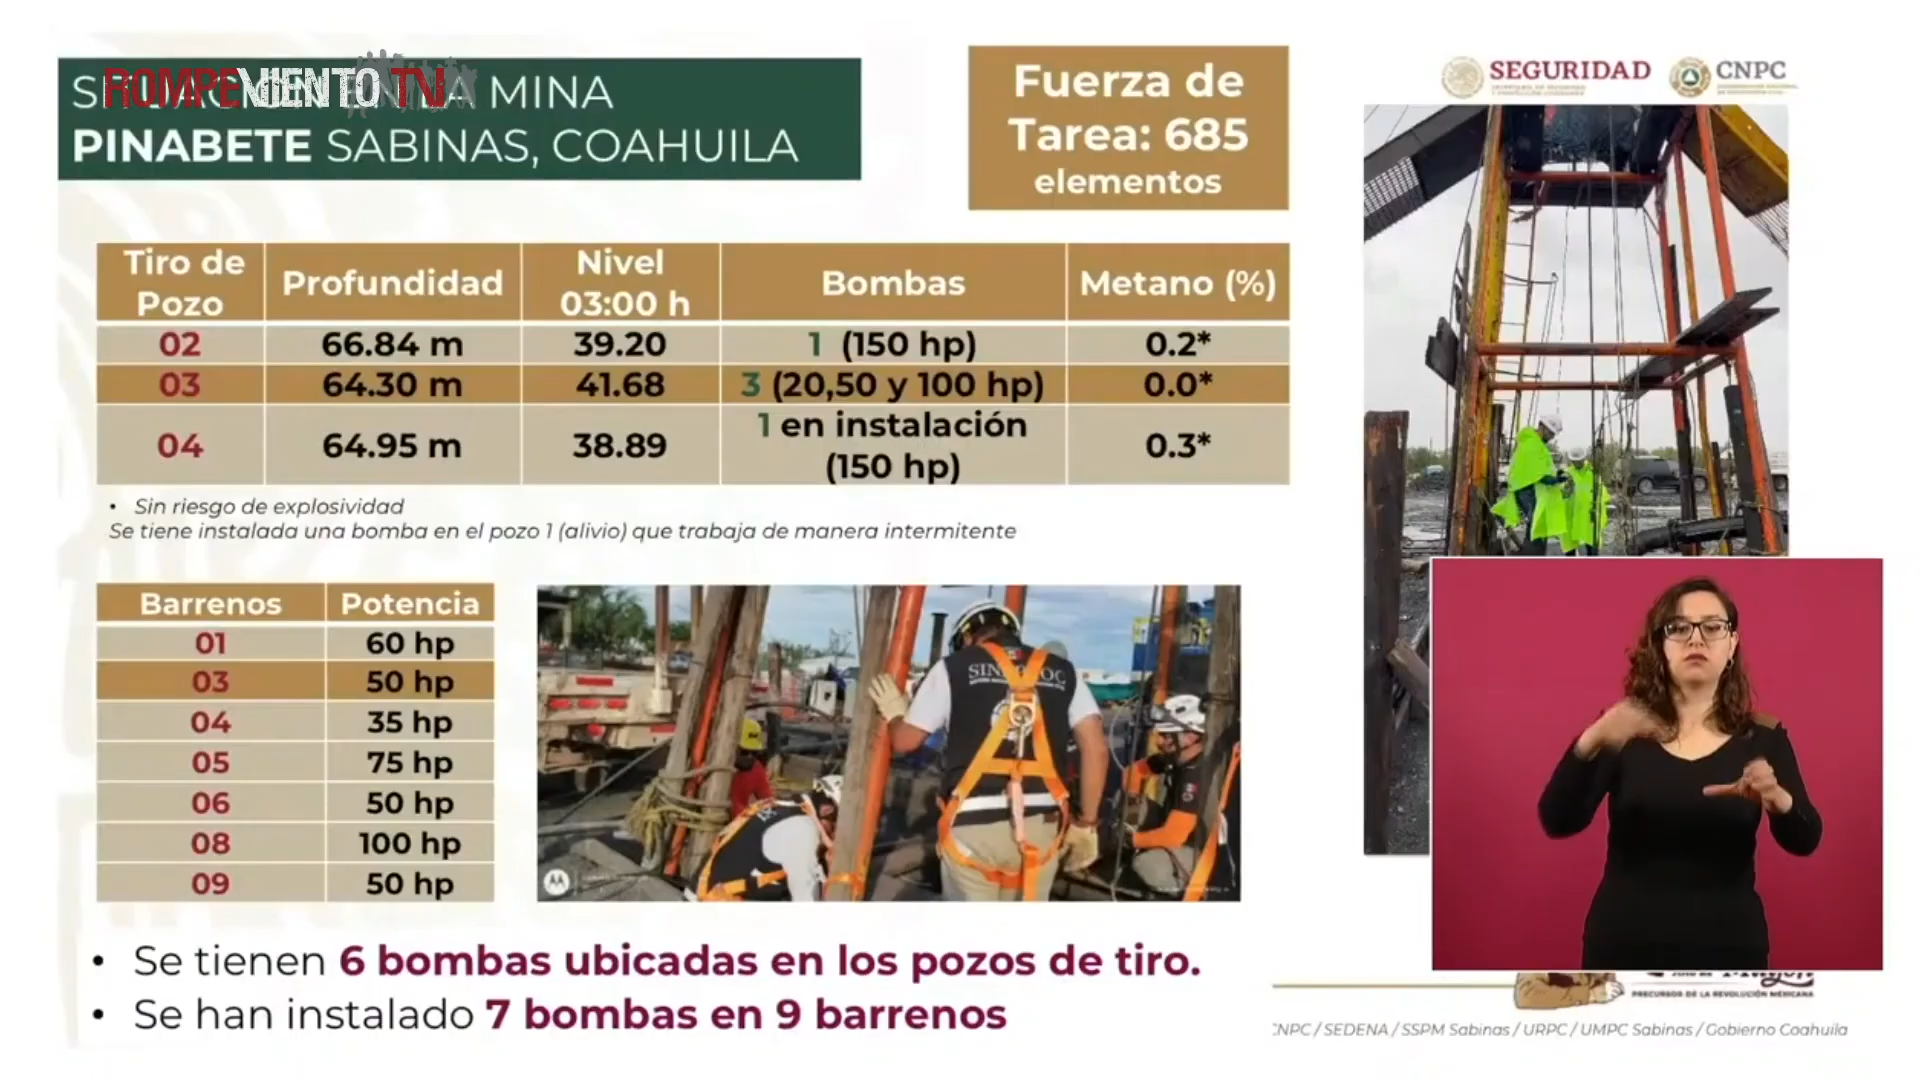 ROMPEVIENTO TV
LA MINA
PINABETE SABINAS, COAHUILA
Fuerza de
Tarea: 685
elementos
SEGURIDAD
CNPC
Tiro de Pozo Profundidad Nivel 03:00 h Bombas Metano (%)
02 66.84 m 39.20 1 (150 hp) 0.2*
03 64.30 m 41.68 3 (20,50 y 100 hp) 0.0*
04 64.95 m 38.89 1 en instalación (150 hp) 0.3*
• Sin riesgo de explosividad
Se tiene instalada una bomba en el pozo 1 (alivio) que trabaja de manera intermitente
Barrenos Potencia
01 60 hp
03 50 hp
04 35 hp
05 75 hp
06 50 hp
08 100 hp
09 50 hp
• Se tienen 6 bombas ubicadas en los pozos de tiro.
• Se han instalado 7 bombas en 9 barrenos
PRECURSOR DE LA REVOLUCIÓN MEXICANA
CNPC / SEDENA / SSPM Sabinas / URPC / UMPC Sabinas / Gobierno Coahuila